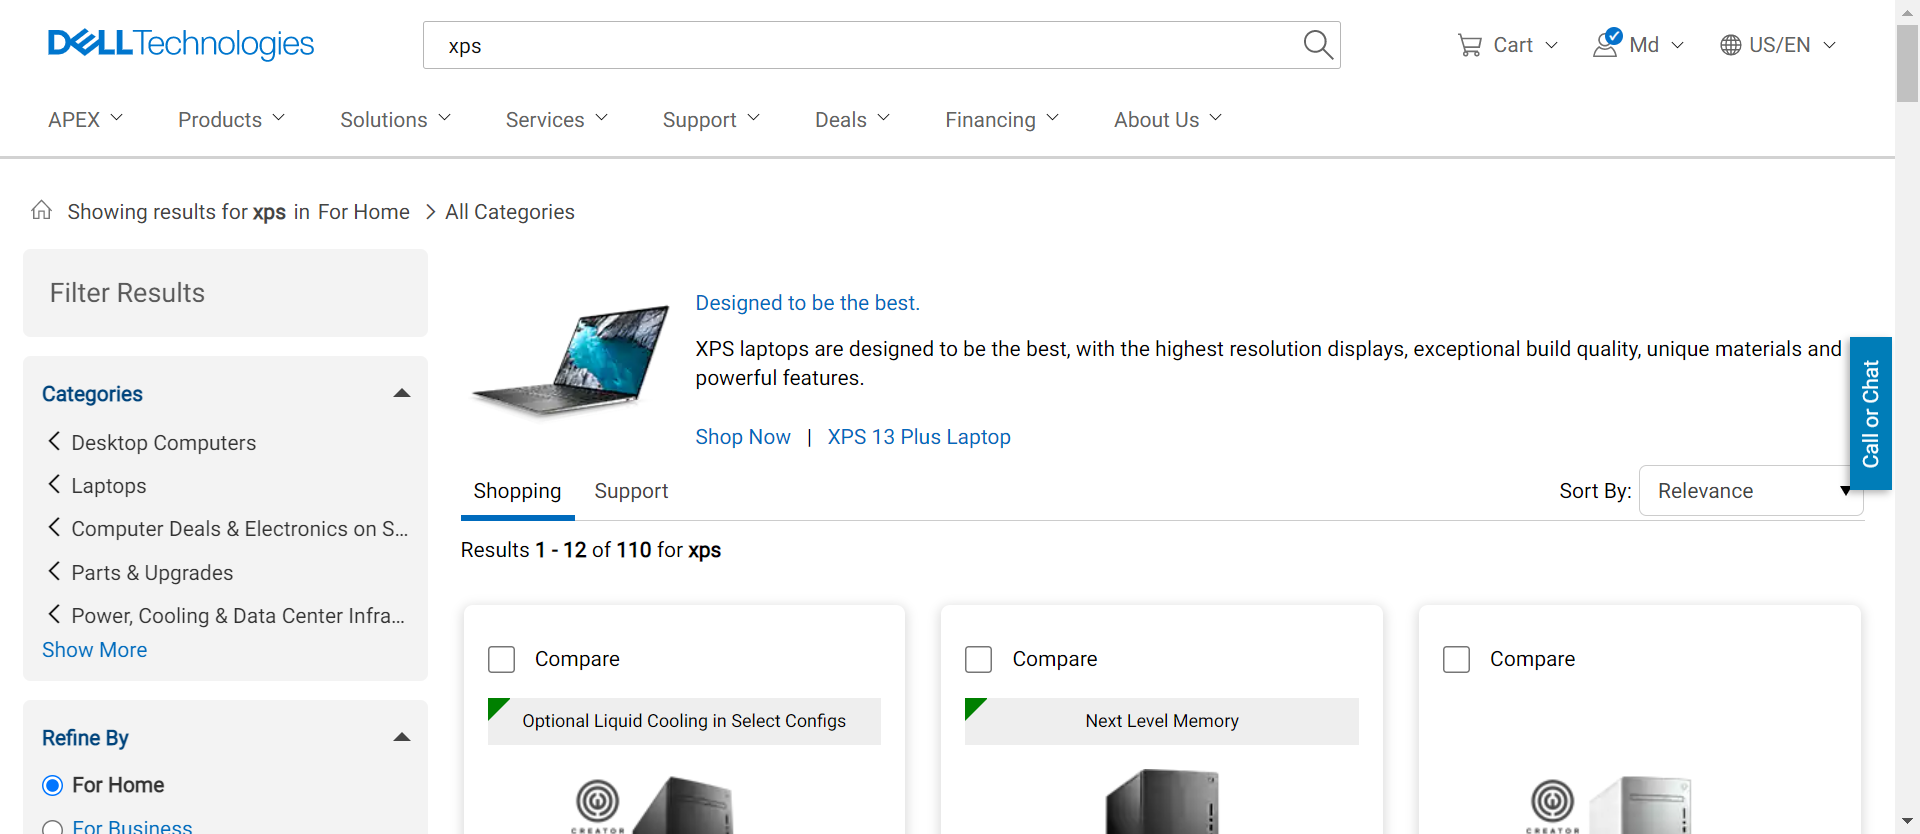 DELLTechnologies
xps
Cart
Md
US/EN
APEX
Products
Solutions
Services
Support
Deals
Financing
About Us
Showing results for xps in For Home > All Categories
Filter Results
Categories
Desktop Computers
Laptops
Computer Deals & Electronics on S...
Parts & Upgrades
Power, Cooling & Data Center Infra...
Show More
Refine By
For Home
For Business
Designed to be the best.
XPS laptops are designed to be the best, with the highest resolution displays, exceptional build quality, unique materials and
powerful features.
Shop Now | XPS 13 Plus Laptop
Call or Chat
Shopping
Support
Sort By:
Relevance
Results 1 - 12 of 110 for xps
Compare
Optional Liquid Cooling in Select Configs
CREATOR
Compare
Next Level Memory
Compare
CREATOR